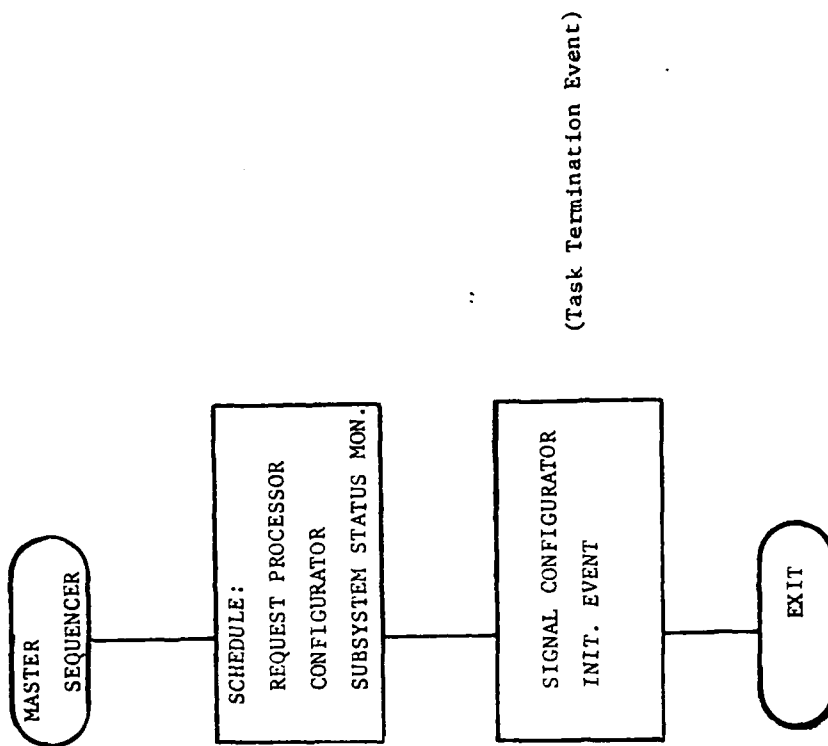 MASTER
SEQUENCER
SCHEDULE:
REQUEST PROCESSOR
CONFIGURATOR
SUBSYSTEM STATUS MON.
SIGNAL CONFIGURATOR
INIT. EVENT
(Task Termination Event)
EXIT